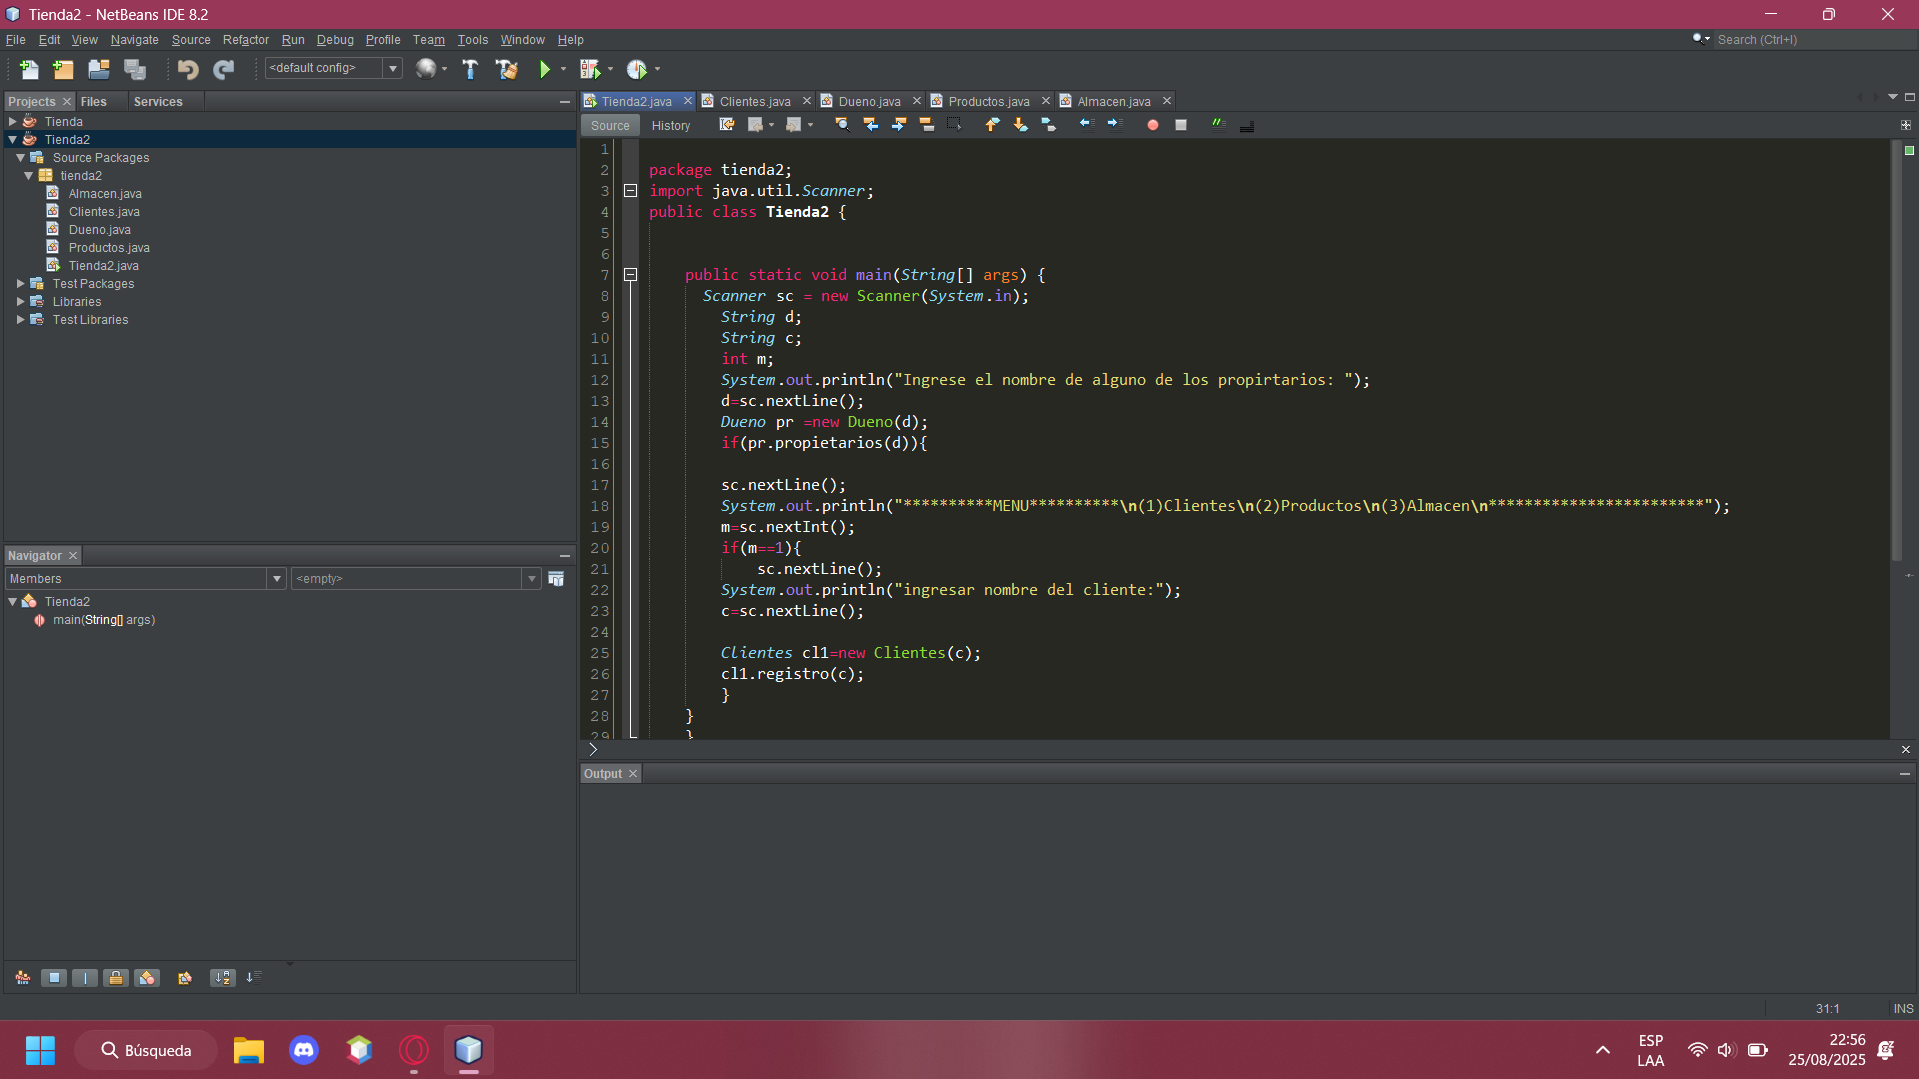 Tienda2 - NetBeans IDE 8.2
File Edit View Navigate Source Refactor Run Debug Profile Team Tools Window Help
Search (Ctrl+I)
<default config>
Projects Files Services
Tienda
Tienda2
Source Packages
tienda2
Almacen.java
Clientes.java
Dueno.java
Productos.java
Tienda2.java
Test Packages
Libraries
Test Libraries
Navigator
Members <empty>
Tienda2
main(String[] args)
Tienda2.java Clientes.java Dueno.java Productos.java Almacen.java
Source History
1
2 package tienda2;
3 import java.util.Scanner;
4 public class Tienda2 {
5
6
7 public static void main(String[] args) {
8 Scanner sc = new Scanner(System.in);
9 String d;
10 String c;
11 int m;
12 System.out.println("Ingrese el nombre de alguno de los propirtarios: ");
13 d=sc.nextLine();
14 Dueno pr =new Dueno(d);
15 if(pr.propietarios(d)){
16
17 sc.nextLine();
18 System.out.println("**********MENU**********\n(1)Clientes\n(2)Productos\n(3)Almacen\n************************");
19 m=sc.nextInt();
20 if(m==1){
21 sc.nextLine();
22 System.out.println("ingresar nombre del cliente:");
23 c=sc.nextLine();
24
25 Clientes cl1=new Clientes(c);
26 cl1.registro(c);
27 }
28 }
29 }
Output
31:1 INS
Búsqueda
ESP
LAA
22:56
25/08/2025